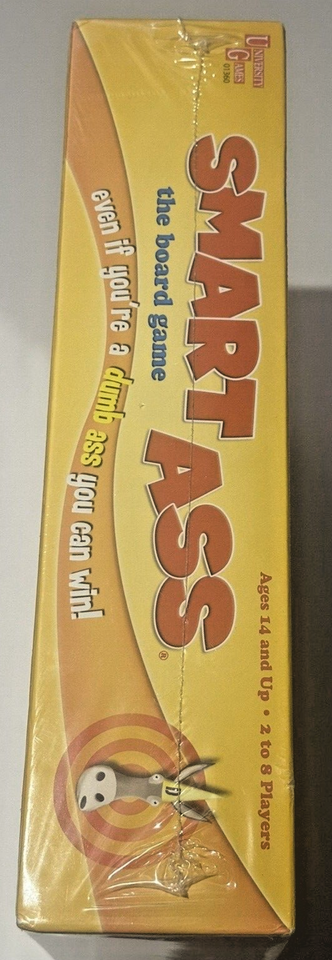 UNIVERSITY
GAMES
01360
SMART ASS®
the board game
even if you're a dumb ass you can win!
Ages 14 and Up • 2 to 8 Players